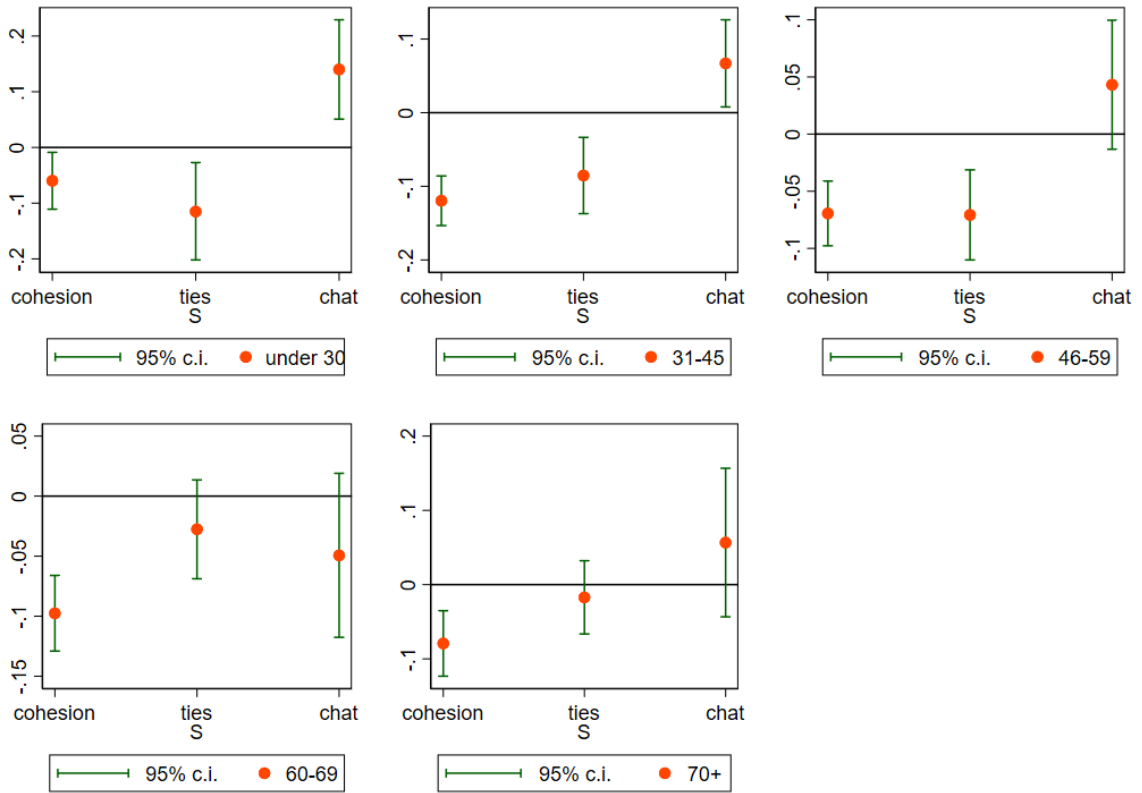 .2
.1
0
-.1
-.2
cohesion ties chat
S
95% c.i. under 30
.1
0
-.1
-.2
cohesion ties chat
S
95% c.i. 31-45
.1
.05
0
-.05
-.1
cohesion ties chat
S
95% c.i. 46-59
.05
0
-.05
-.1
-.15
cohesion ties chat
S
95% c.i. 60-69
.2
.1
0
-.1
cohesion ties chat
S
95% c.i. 70+